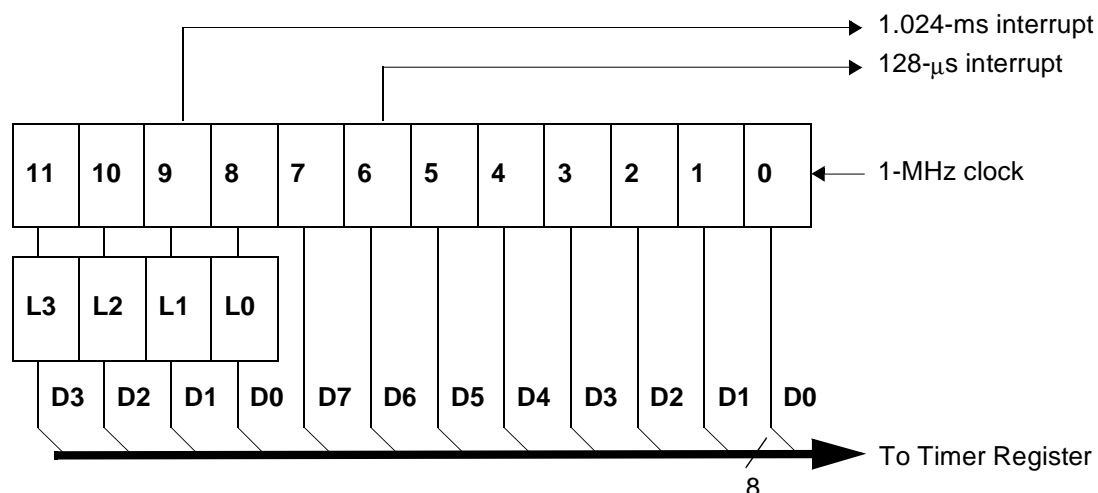 1.024-ms interrupt
128-μs interrupt
11 10 9 8 7 6 5 4 3 2 1 0
1-MHz clock
L3 L2 L1 L0
D3 D2 D1 D0 D7 D6 D5 D4 D3 D2 D1 D0
To Timer Register
8